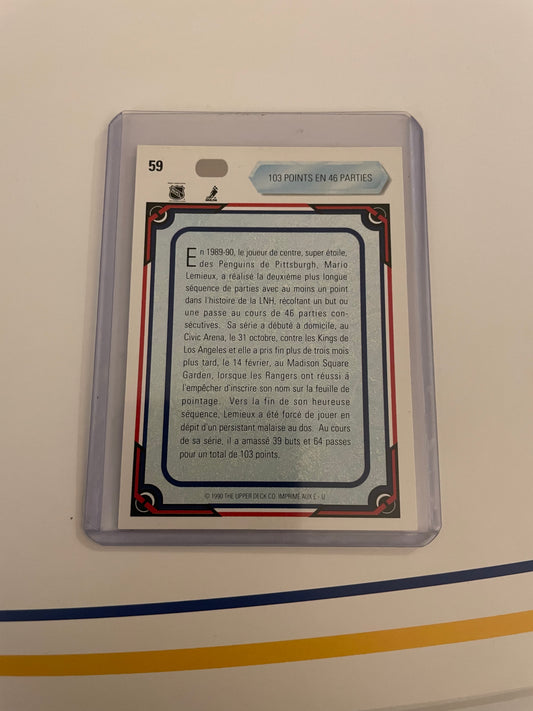 59
103 POINTS EN 46 PARTIES
En 1989-90, le joueur de centre, super étoile,
des Penguins de Pittsburgh, Mario
Lemieux, a réalisé la deuxième plus longue
séquence de parties avec au moins un point
dans l'histoire de la LNH, récoltant un but ou
une passe au cours de 46 parties con-
sécutives. Sa série a débuté à domicile, au
Civic Arena, le 31 octobre, contre les Kings de
Los Angeles et elle a pris fin plus de trois mois
plus tard, le 14 février, au Madison Square
Garden, lorsque les Rangers ont réussi á
l'empêcher d'inscrire son nom sur la feuille de
pointage. Vers la fin de son heureuse
séquence, Lemieux a été forcé de jouer en
dépit d'un persistant malaise au dos. Au cours
de sa série, il a amassé 39 buts et 64 passes
pour un total de 103 points.
© 1990 THE UPPER DECK CO. IMPRIME AUX É.-U.